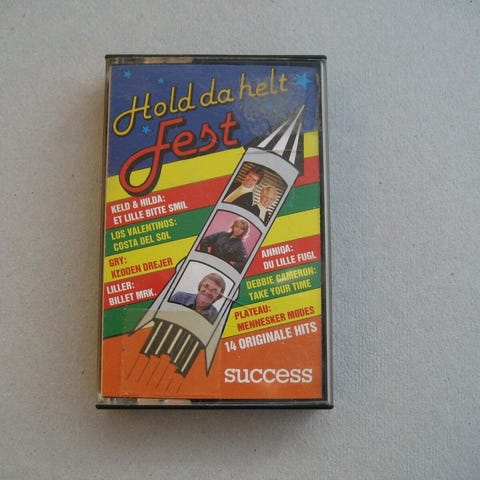 Hold da helt
Fest
KELD & HILDA:
ET LILLE BITTE SMIL
LOS VALENTINOS:
COSTA DEL SOL
GRY:
KLODEN DREJER
LILLER:
BILLET MRK.
ANNIQA:
DU LILLE FUGL
DEBBIE CAMERON:
TAKE YOUR TIME
PLATEAU:
MENNESKER MØDES
14 ORIGINALE HITS
success